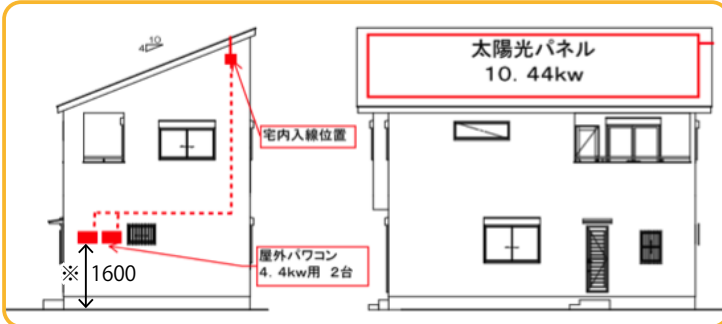 10
4
太陽光パネル
10. 44kw
宅内入線位置
屋外パワコン
4. 4kw用 2台
※ 1600